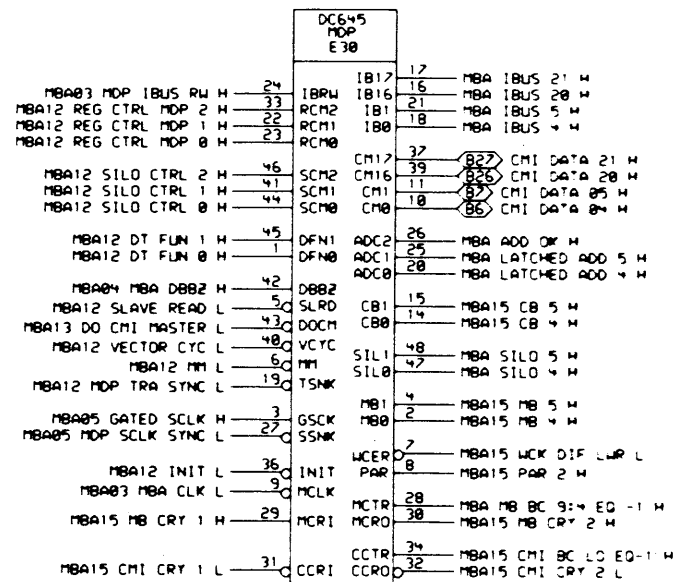 DC645
MDP
E30
MBA03 MDP IBUS RW H 24 IBRW
MBA12 REG CTRL MDP 2 H 33 RCM2
MBA12 REG CTRL MDP 1 H 22 RCM1
MBA12 REG CTRL MDP 0 H 23 RCM0
MBA12 SILO CTRL 2 H 46 SCM2
MBA12 SILO CTRL 1 H 41 SCM1
MBA12 SILO CTRL 0 H 44 SCM0
MBA12 DT FUN 1 H 45 DFN1
MBA12 DT FUN 0 H 1 DFN0
MBA04 MBA DBBZ H 42 DBBZ
MBA12 SLAVE READ L 5 SLRD
MBA13 DO CMI MASTER L 43 DOCM
MBA12 VECTOR CYC L 40 VCYC
MBA12 MM L 6 MM
MBA12 MDP TRA SYNC L 19 TSNK
MBA05 GATED SCLK H 3 GSCK
MBA05 MDP SCLK SYNC L 27 SSNK
MBA12 INIT L 36 INIT
MBA03 MBA CLK L 9 MCLK
MBA15 MB CRY 1 H 29 MCRI
MBA15 CMI CRY 1 L 31 CCRI
IB17 17 MBA IBUS 21 H
IB16 16 MBA IBUS 20 H
IB1 21 MBA IBUS 5 H
IB0 18 MBA IBUS 4 H
CM17 37 B27 CMI DATA 21 H
CM16 39 B26 CMI DATA 20 H
CM1 11 B7 CMI DATA 05 H
CM0 10 B6 CMI DATA 04 H
ADC2 26 MBA ADD OK H
ADC1 25 MBA LATCHED ADD 5 H
ADC0 20 MBA LATCHED ADD 4 H
CB1 15 MBA15 CB 5 H
CB0 14 MBA15 CB 4 H
SIL1 48 MBA SILO 5 H
SIL0 47 MBA SILO 4 H
MB1 4 MBA15 MB 5 H
MB0 2 MBA15 MB 4 H
WCER 7 MBA15 WCK DIF LWR L
PAR 8 MBA15 PAR 2 H
MCTR 28 MBA MB BC 9:4 EQ -1 H
MCRO 30 MBA15 MB CRY 2 H
CCTR 34 MBA15 CMI BC LO EQ-1 H
CCRO 32 MBA15 CMI CRY 2 L